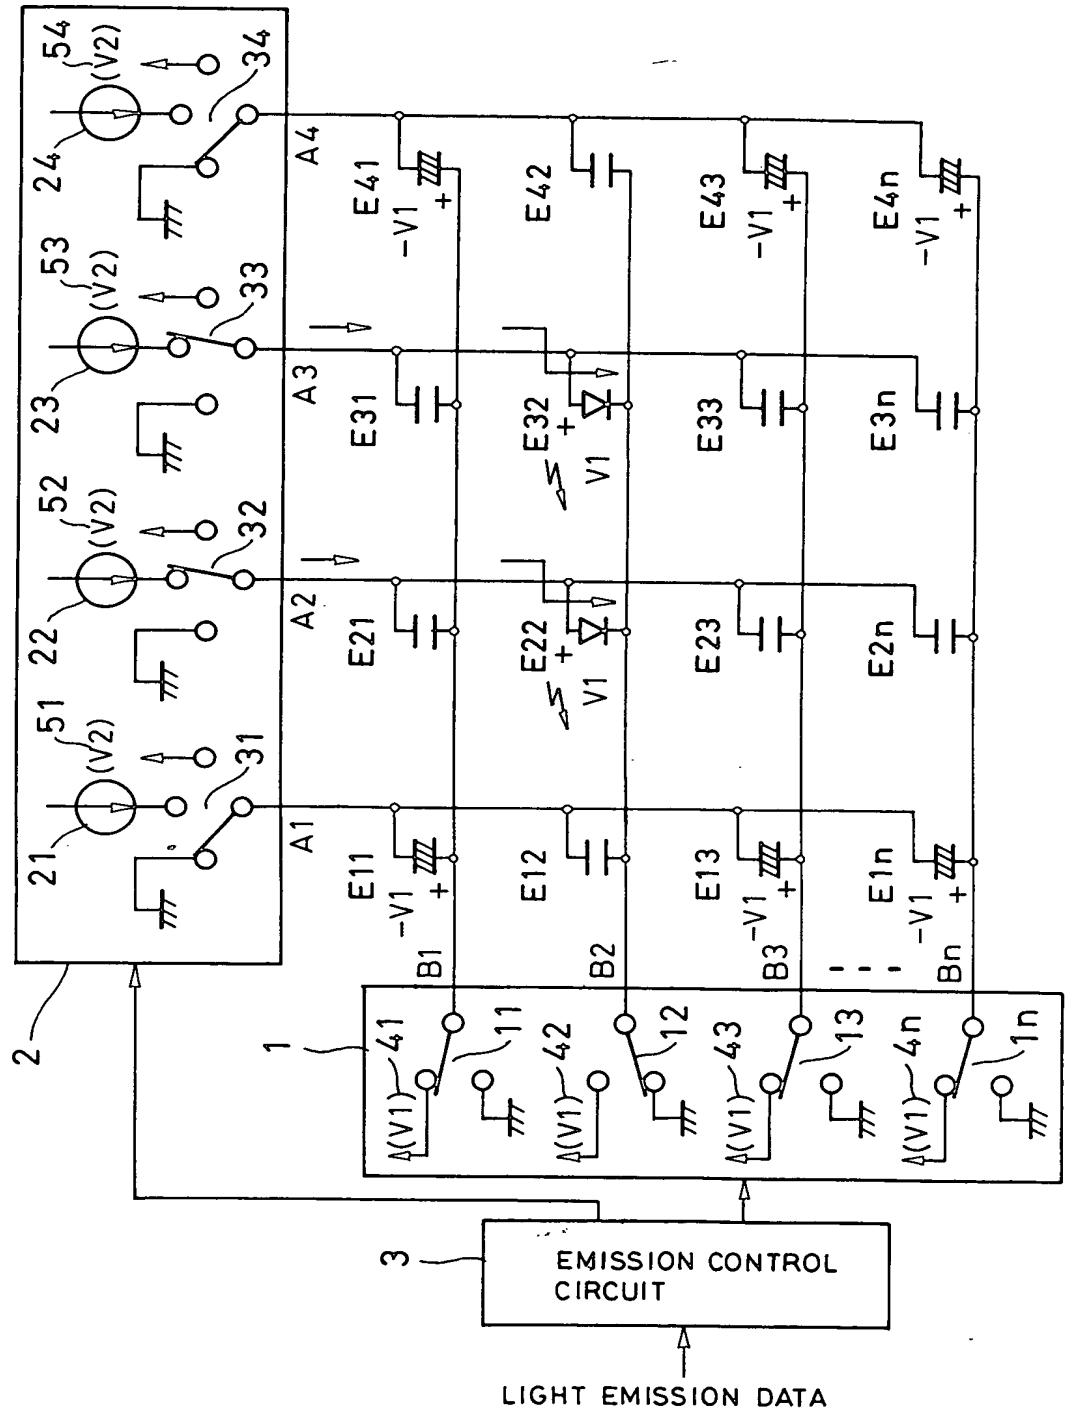 2
21
51
(V2)
31
22
52
(V2)
32
23
53
(V2)
33
24
54
(V2)
34
A1
A2
A3
A4
1
(V1)
41
11
B1
E11
-V1
+
E21
E31
E41
-V1
+
(V1)
42
12
B2
E12
E22
+
V1
E32
+
V1
E42
(V1)
43
13
B3
E13
-V1
+
E23
E33
E43
-V1
+
(V1)
4n
1n
Bn
E1n
-V1
+
E2n
E3n
E4n
-V1
+
3
EMISSION CONTROL
CIRCUIT
LIGHT EMISSION DATA